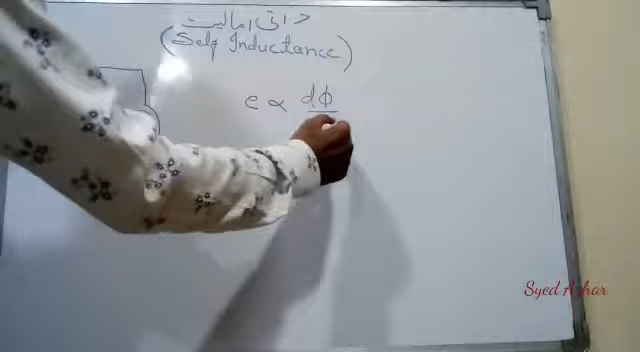 ذاتی امالیت
(Self Inductance)
e ∝ dϕ
Syed Azhar